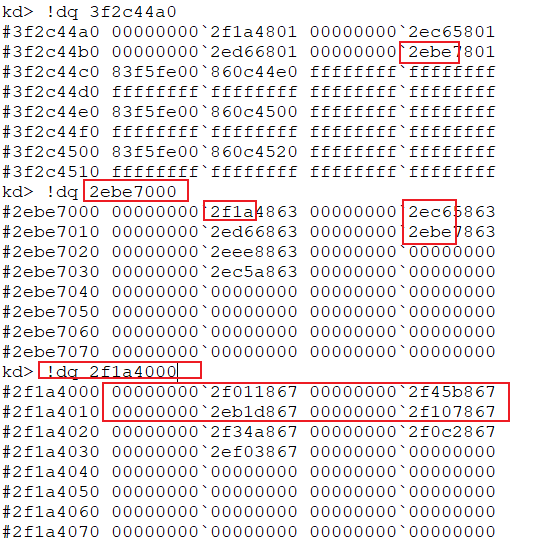 kd> !dq 3f2c44a0
#3f2c44a0 00000000`2f1a4801 00000000`2ec65801
#3f2c44b0 00000000`2ed66801 00000000`2ebe7801
#3f2c44c0 83f5fe00`860c44e0 ffffffff`ffffffff
#3f2c44d0 ffffffff`ffffffff ffffffff`ffffffff
#3f2c44e0 83f5fe00`860c4500 ffffffff`ffffffff
#3f2c44f0 ffffffff`ffffffff ffffffff`ffffffff
#3f2c4500 83f5fe00`860c4520 ffffffff`ffffffff
#3f2c4510 ffffffff`ffffffff ffffffff`ffffffff
kd> !dq 2ebe7000
#2ebe7000 00000000`2f1a4863 00000000`2ec65863
#2ebe7010 00000000`2ed66863 00000000`2ebe7863
#2ebe7020 00000000`2eee8863 00000000`00000000
#2ebe7030 00000000`2ec5a863 00000000`00000000
#2ebe7040 00000000`00000000 00000000`00000000
#2ebe7050 00000000`00000000 00000000`00000000
#2ebe7060 00000000`00000000 00000000`00000000
#2ebe7070 00000000`00000000 00000000`00000000
kd> !dq 2f1a4000
#2f1a4000 00000000`2f011867 00000000`2f45b867
#2f1a4010 00000000`2eb1d867 00000000`2f107867
#2f1a4020 00000000`2f34a867 00000000`2f0c2867
#2f1a4030 00000000`2ef03867 00000000`00000000
#2f1a4040 00000000`00000000 00000000`00000000
#2f1a4050 00000000`00000000 00000000`00000000
#2f1a4060 00000000`00000000 00000000`00000000
#2f1a4070 00000000`00000000 00000000`00000000